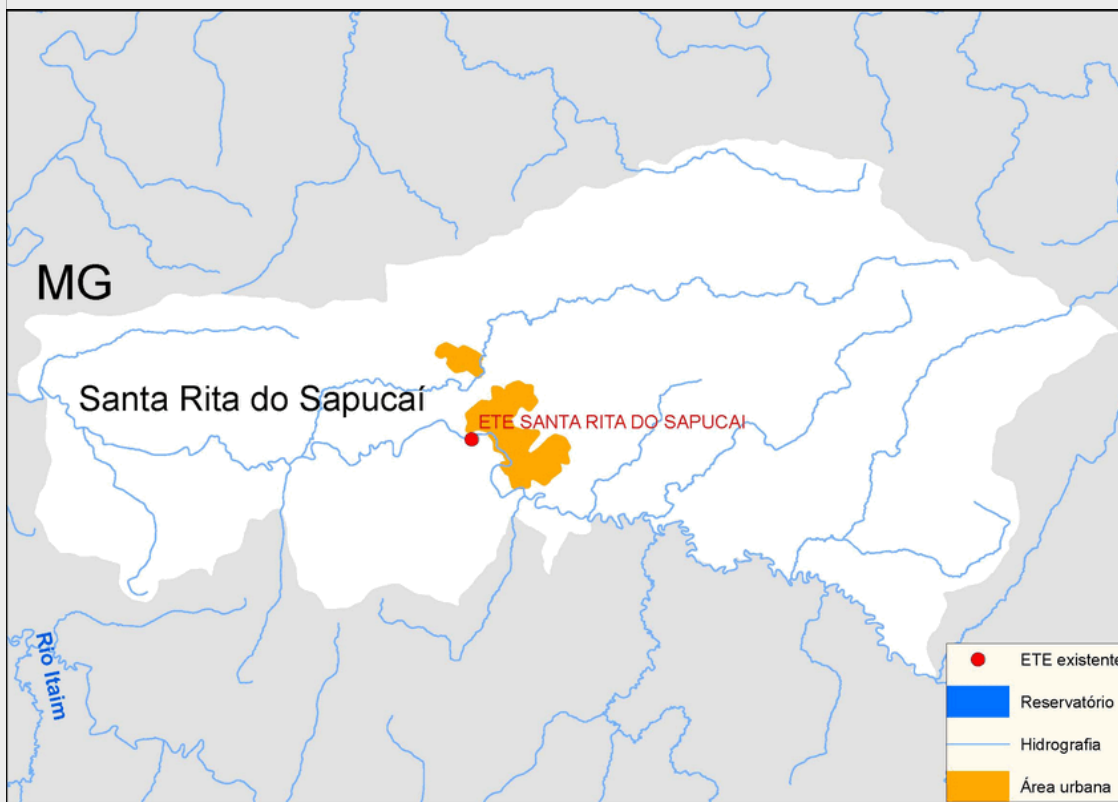 MG
Santa Rita do Sapucaí
ETE SANTA RITA DO SAPUCAI
Rio Itaim
ETE existente
Reservatório
Hidrografia
Área urbana